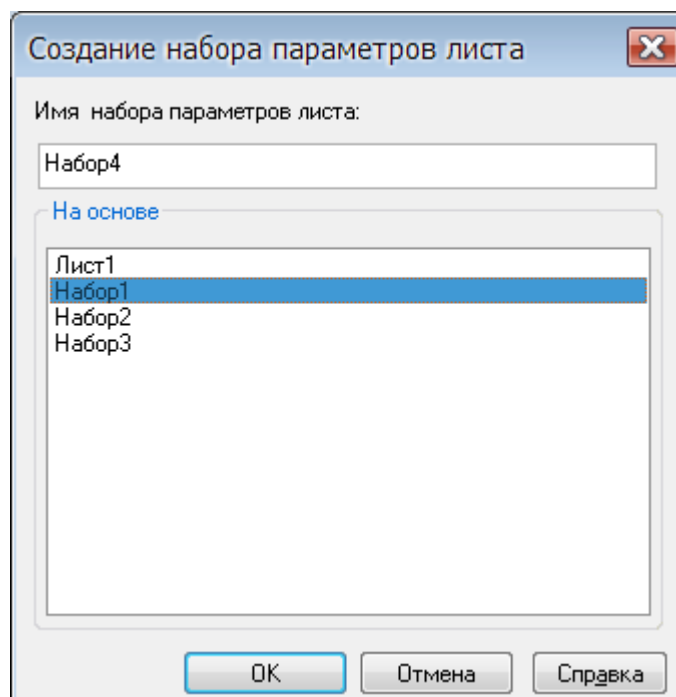 Создание набора параметров листа
Имя набора параметров листа:
Набор4
На основе
Лист1
Набор1
Набор2
Набор3
OK
Отмена
Справка